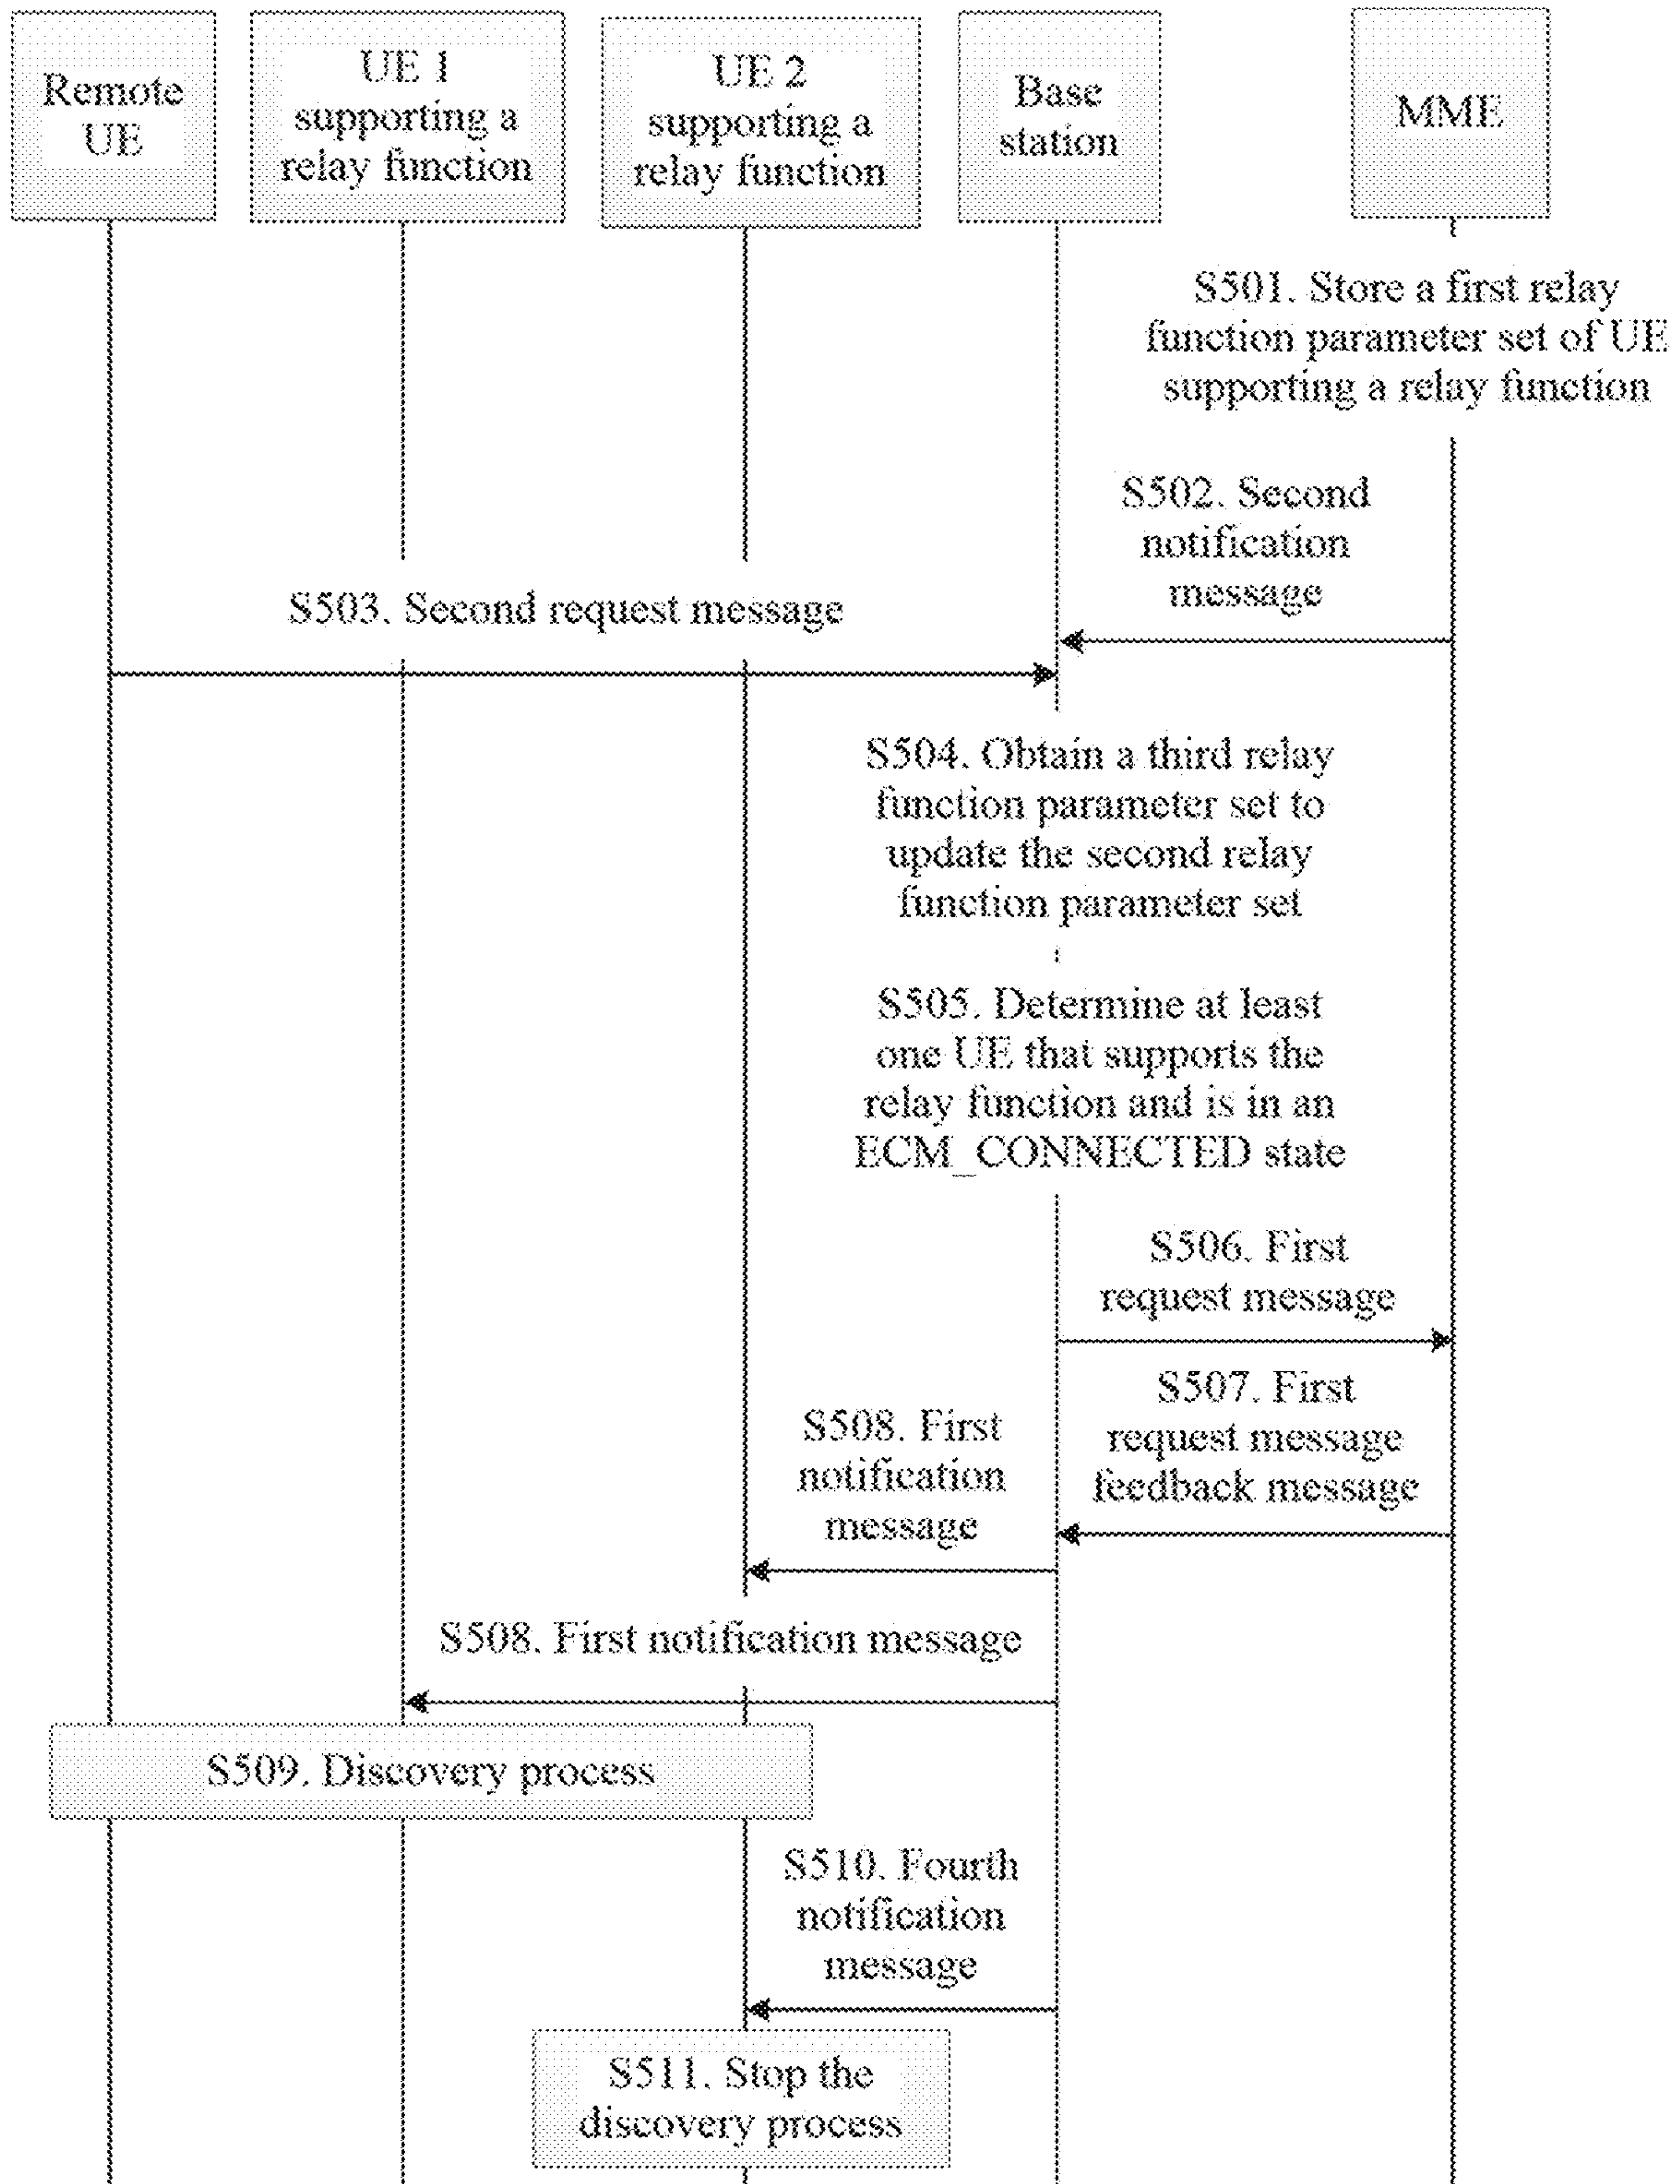 Remote
UE
UE 1
supporting a
relay function
UE 2
supporting a
relay function
Base
station
MME
S501. Store a first relay
function parameter set of UE
supporting a relay function
S502. Second
notification
message
S503. Second request message
S504. Obtain a third relay
function parameter set to
update the second relay
function parameter set
S505. Determine at least
one UE that supports the
relay function and is in an
ECM_CONNECTED state
S506. First
request message
S507. First
request message
feedback message
S508. First
notification
message
S508. First notification message
S509. Discovery process
S510. Fourth
notification
message
S511. Stop the
discovery process